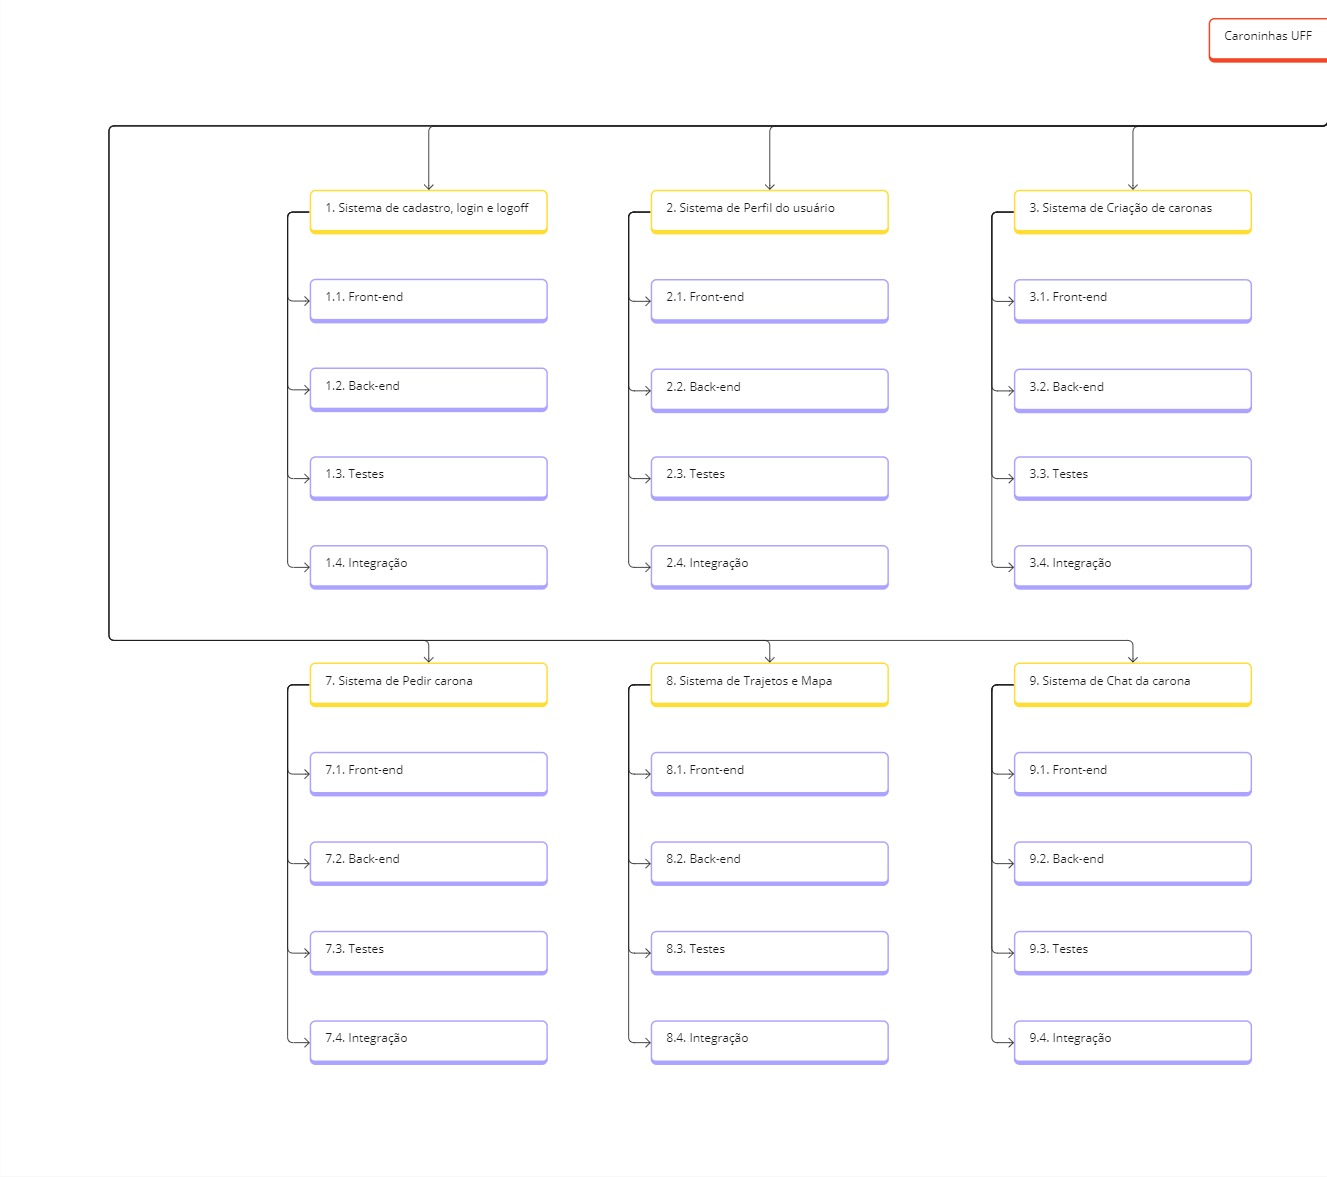 Caroninhas UFF
1. Sistema de cadastro, login e logoff
2. Sistema de Perfil do usuário
3. Sistema de Criação de caronas
1.1. Front-end
2.1. Front-end
3.1. Front-end
1.2. Back-end
2.2. Back-end
3.2. Back-end
1.3. Testes
2.3. Testes
3.3. Testes
1.4. Integração
2.4. Integração
3.4. Integração
7. Sistema de Pedir carona
8. Sistema de Trajetos e Mapa
9. Sistema de Chat da carona
7.1. Front-end
8.1. Front-end
9.1. Front-end
7.2. Back-end
8.2. Back-end
9.2. Back-end
7.3. Testes
8.3. Testes
9.3. Testes
7.4. Integração
8.4. Integração
9.4. Integração